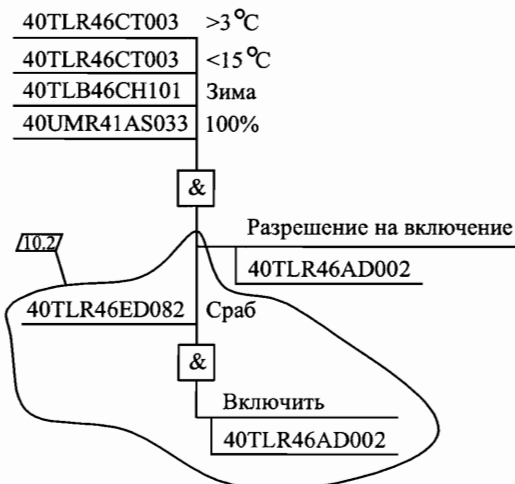 40TLR46CT003 >3 °C
40TLR46CT003 <15 °C
40TLB46CH101 Зима
40UMR41AS033 100%
&
Разрешение на включение
10.2
40TLR46AD002
40TLR46ED082 Сраб
&
Включить
40TLR46AD002